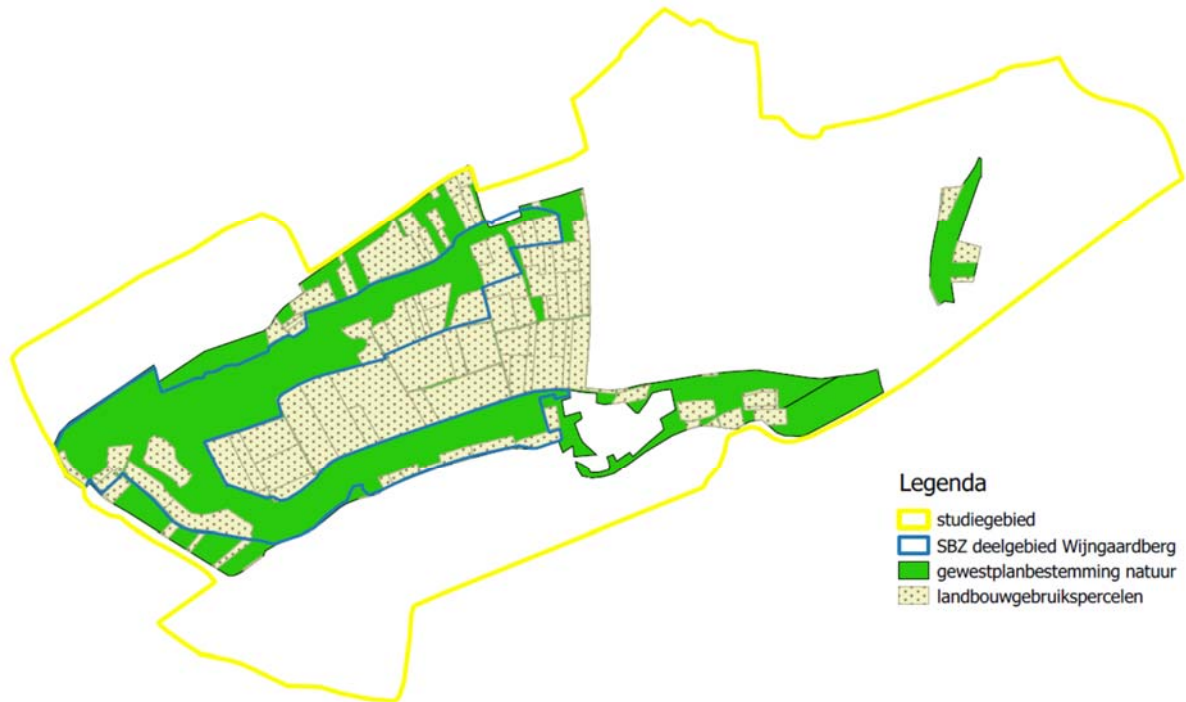 Legenda
studiegebied
SBZ deelgebied Wijngaardberg
gewestplanbestemming natuur
landbouwgebruikspercelen